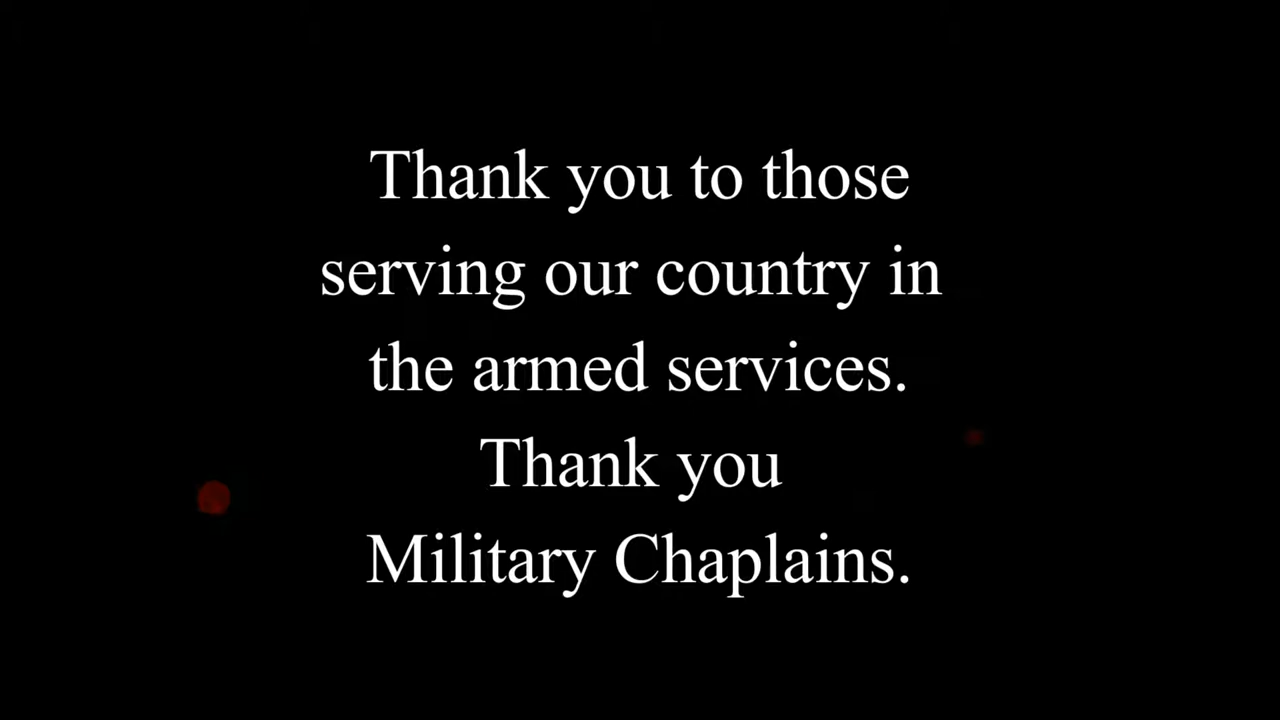 Thank you to those
serving our country in
the armed services.
Thank you
Military Chaplains.